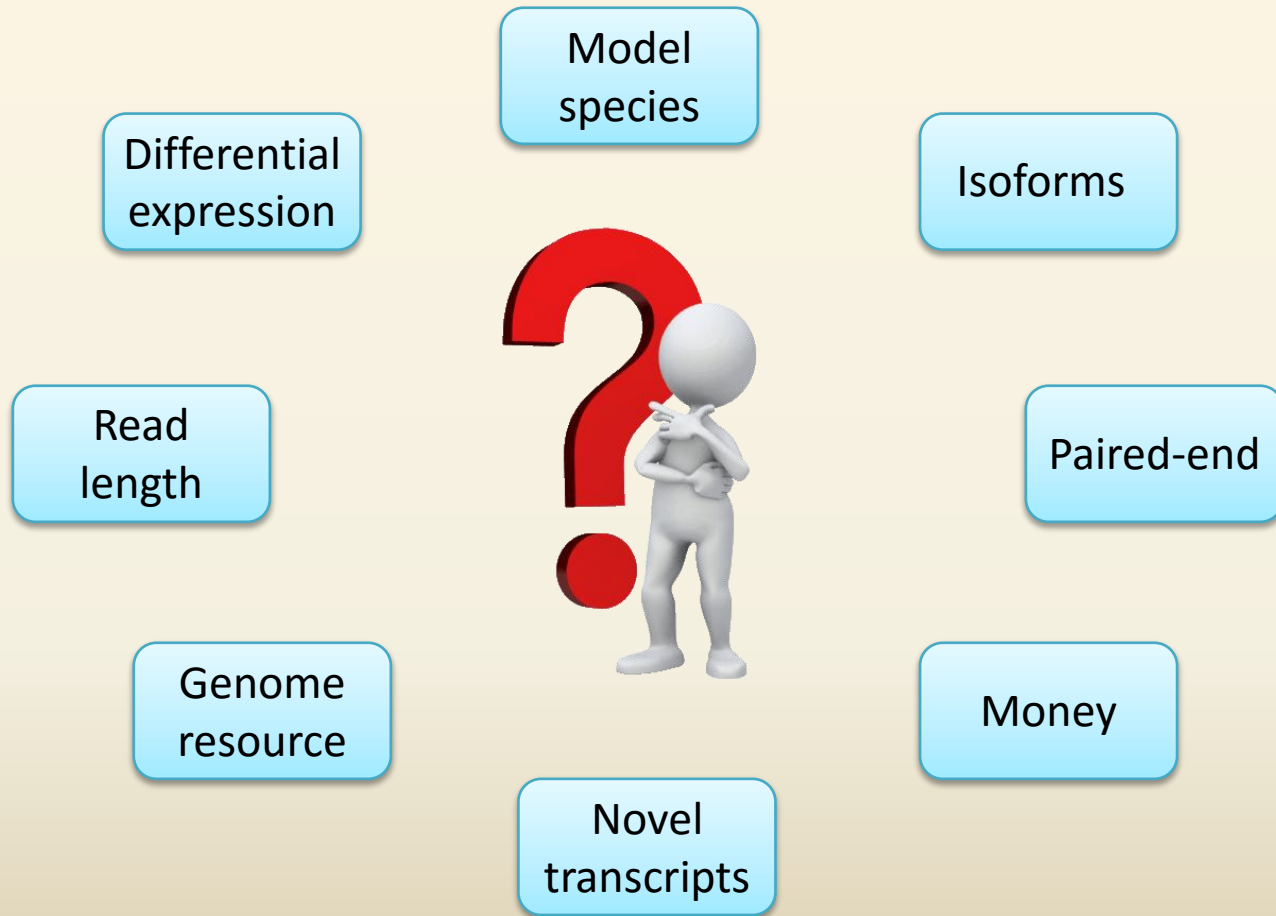 Model
species
Differential
expression
Isoforms
Read
length
Paired-end
Genome
resource
Money
Novel
transcripts